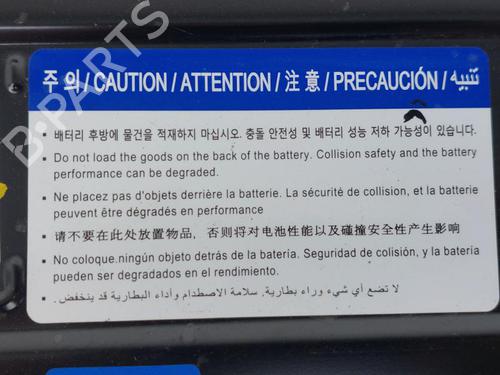 주 의 / CAUTION / ATTENTION / 注 意 / PRECAUCIÓN / تنبيه
• 배터리 후방에 물건을 적재하지 마십시오. 충돌 안전성 및 배터리 성능 저하 가능성이 있습니다.
• Do not load the goods on the back of the battery. Collision safety and the battery
performance can be degraded.
• Ne placez pas d'objets derrière la batterie. La sécurité de collision, et la batterie
peuvent être dégradés en performance
• 请不要在此处放置物品, 否则将对电池性能以及碰撞安全性产生影响
• No coloque.ningún objeto detrás de la batería. Seguridad de colisión, y la batería
pueden ser degradados en el rendimiento.
• لا تضع أي شيء وراء بطارية. سلامة الاصطدام وأداء البطارية قد ينخفض.
B-PARTS